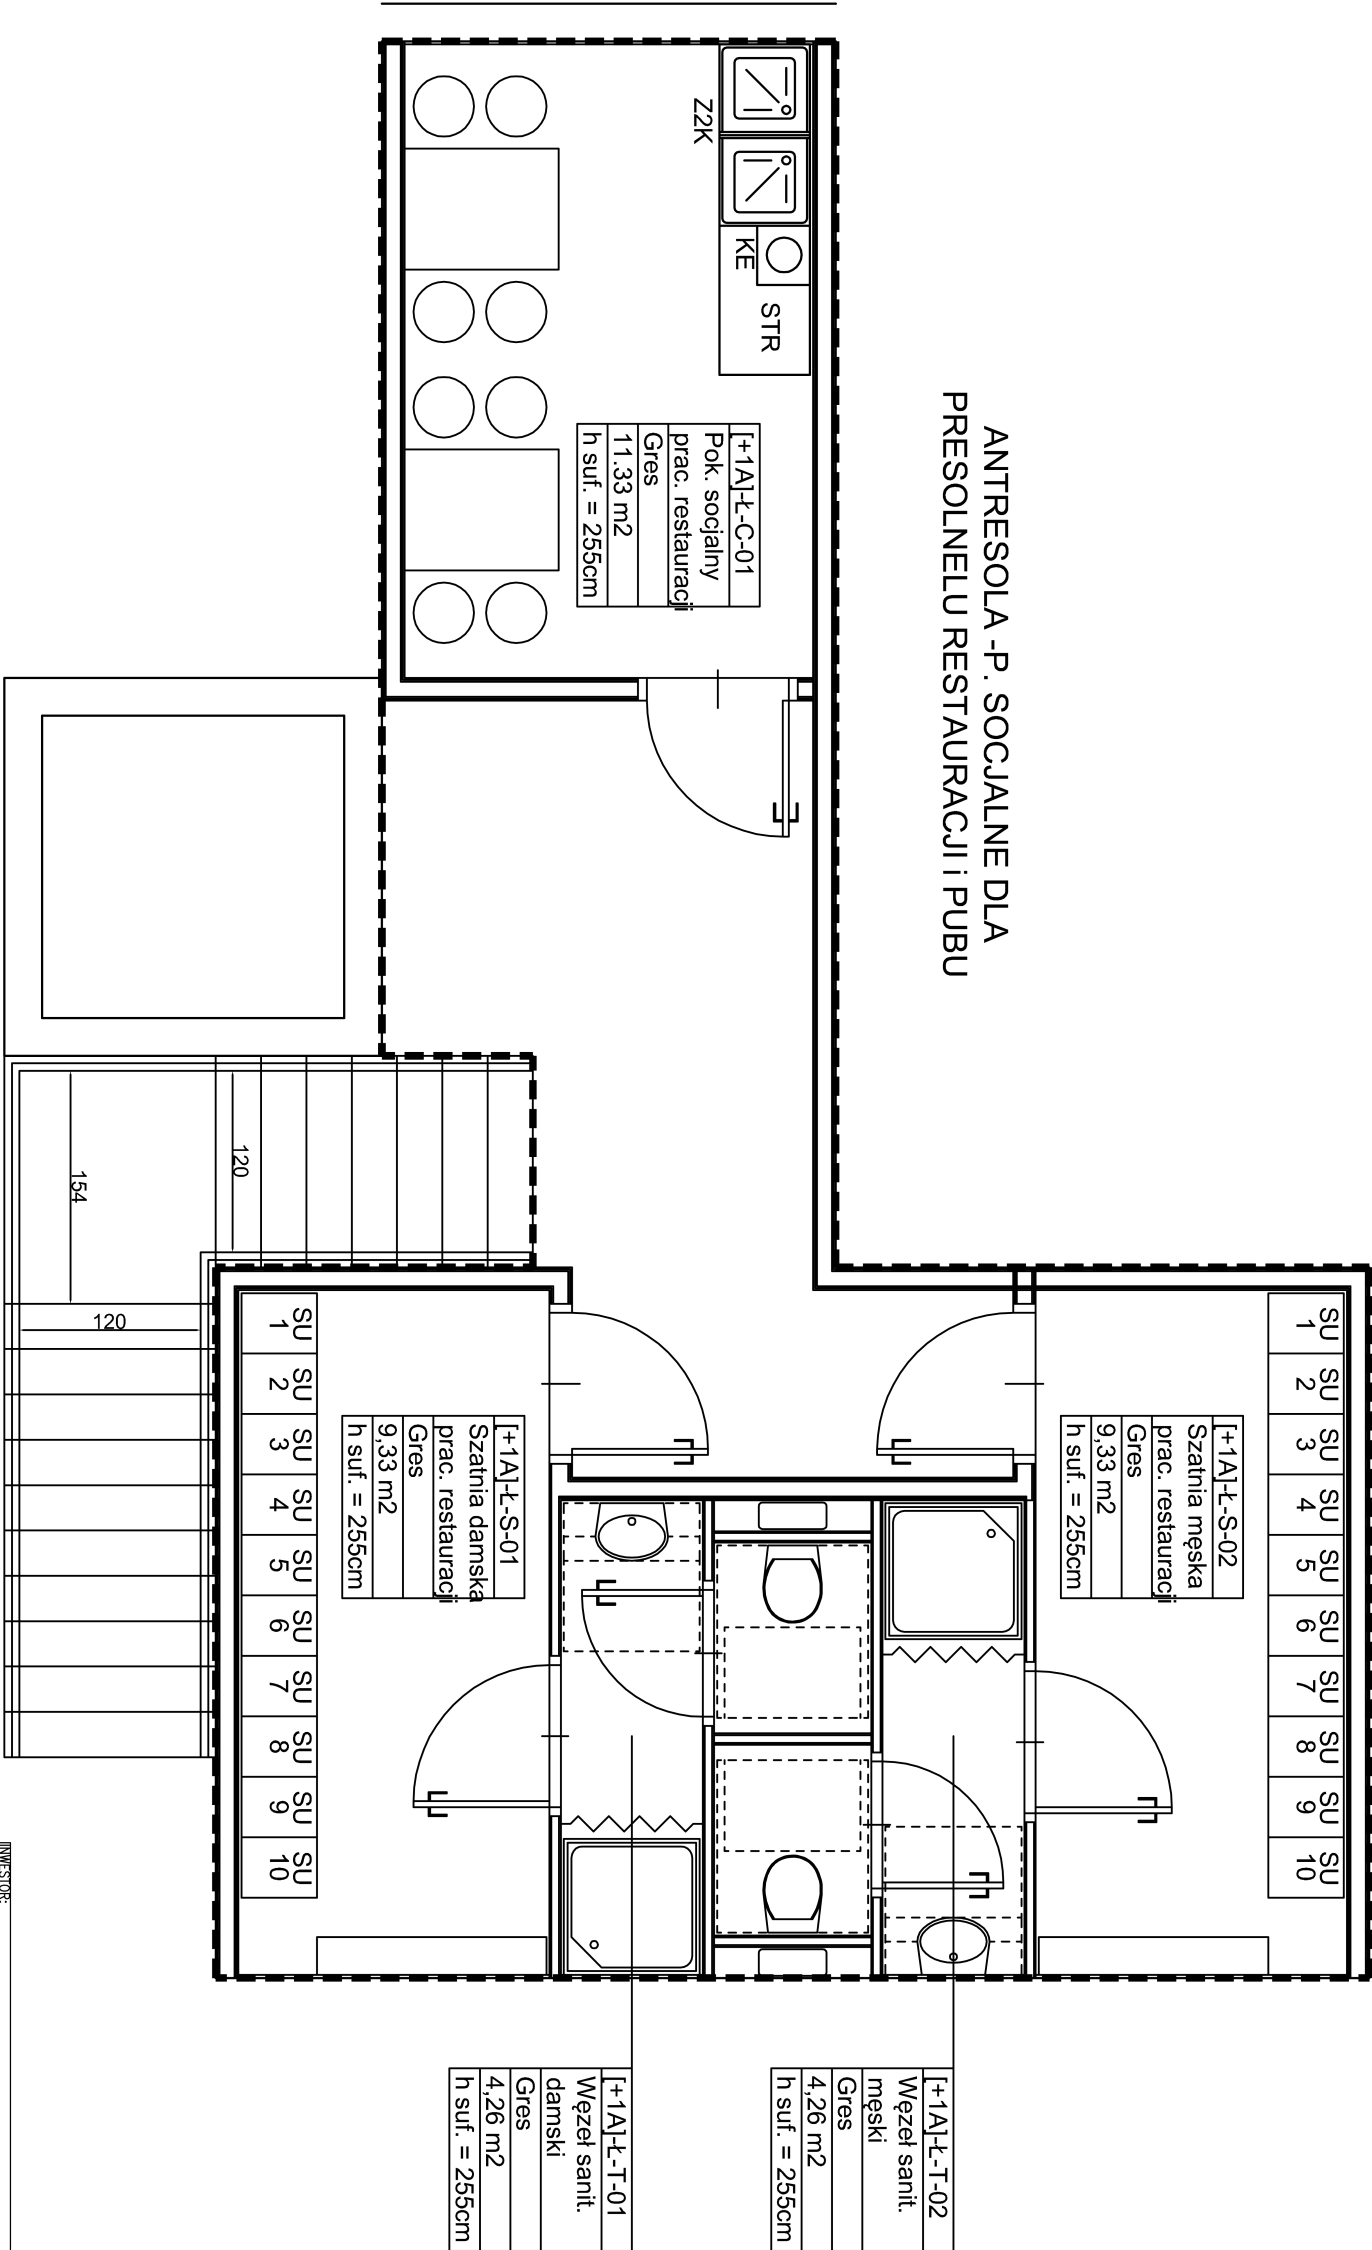 ANTRESOLA -P. SOCJALNE DLA
PRESOLNELU RESTAURACJI i PUBU
Z2K
KE
STR
[+1A]-Ł-C-01
Pok. socjalny
prac. restauracji
Gres
11.33 m2
h suf. = 255cm
120
154
120
SU 1
SU 2
SU 3
SU 4
SU 5
SU 6
SU 7
SU 8
SU 9
SU 10
[+1A]-Ł-S-02
Szatnia męska
prac. restauracji
Gres
9,33 m2
h suf. = 255cm
SU 1
SU 2
SU 3
SU 4
SU 5
SU 6
SU 7
SU 8
SU 9
SU 10
[+1A]-Ł-S-01
Szatnia damska
prac. restauracji
Gres
9,33 m2
h suf. = 255cm
[+1A]-Ł-T-02
Węzeł sanit.
męski
Gres
4,26 m2
h suf. = 255cm
[+1A]-Ł-T-01
Węzeł sanit.
damski
Gres
4,26 m2
h suf. = 255cm
INWESTOR: